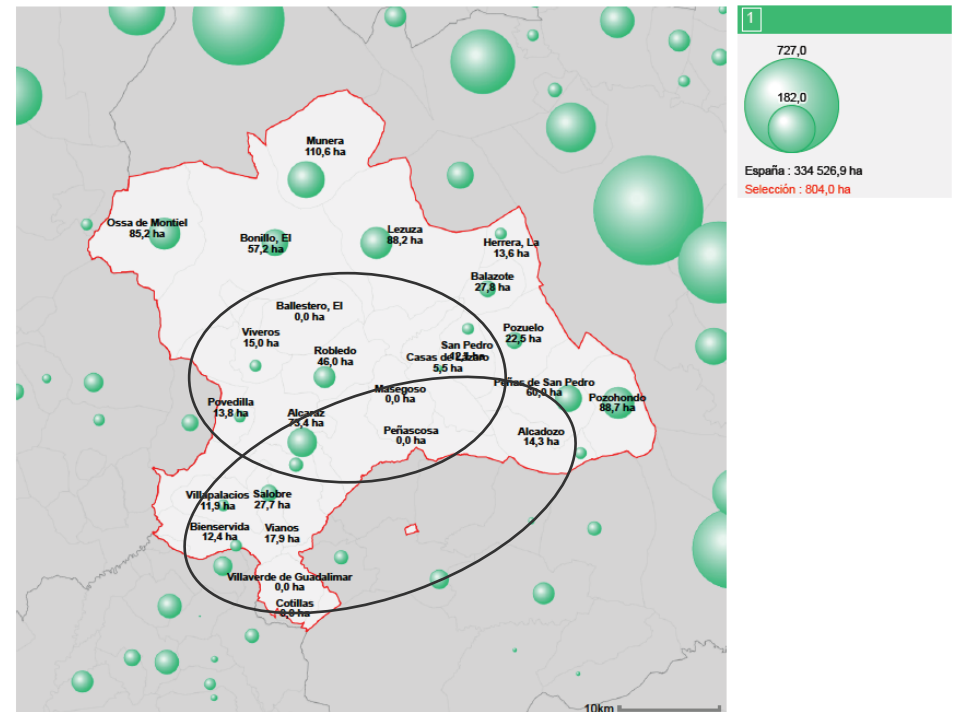 1
727,0
182,0
España : 334 526,9 ha
Selección : 804,0 ha
Munera
110,6 ha
Ossa de Montiel
85,2 ha
Bonillo, El
57,2 ha
Lezuza
88,2 ha
Herrera, La
13,6 ha
Balazote
27,8 ha
Ballestero, El
0,0 ha
Viveros
15,0 ha
Robledo
46,0 ha
Pozuelo
22,5 ha
San Pedro
Casas de
5,5 ha
Masegoso
0,0 ha
Peñas de San Pedro
60,0 ha
Pozohondo
88,7 ha
Povedilla
13,8 ha
Alcaraz
73,4 ha
Peñascosa
0,0 ha
Alcadozo
14,3 ha
Villapalacios
11,9 ha
Salobre
27,7 ha
Bienservida
12,4 ha
Vianos
17,9 ha
Villaverde de Guadalimar
0,0 ha
Cotillas
0,0 ha
10km